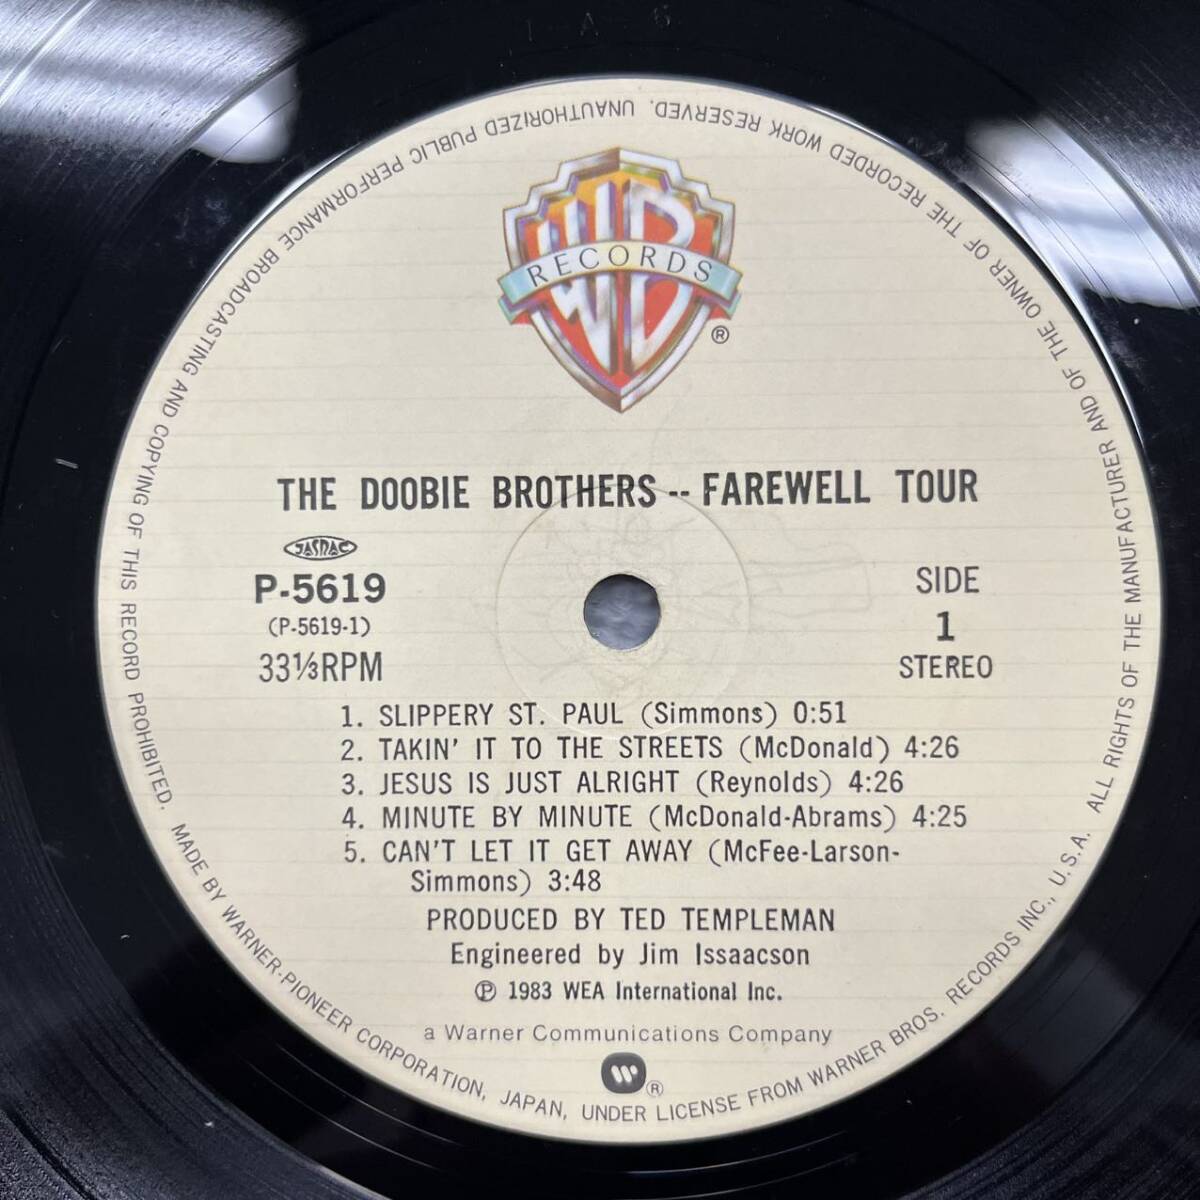 1 A 6
UNAUTHORIZED PUBLIC PERFORMANCE BROADCASTING AND COPYING OF THIS RECORD PROHIBITED. MADE BY WARNER-PIONEER CORPORATION, JAPAN, UNDER LICENSE FROM WARNER BROS. RECORDS INC., U.S.A. ALL RIGHTS OF THE MANUFACTURER AND OF THE OWNER OF THE RECORDED WORK RESERVED.
WB
RECORDS
®
THE DOOBIE BROTHERS -- FAREWELL TOUR
JASRAC
P-5619
(P-5619-1)
33⅓RPM
SIDE
1
STEREO
1. SLIPPERY ST. PAUL (Simmons) 0:51
2. TAKIN' IT TO THE STREETS (McDonald) 4:26
3. JESUS IS JUST ALRIGHT (Reynolds) 4:26
4. MINUTE BY MINUTE (McDonald-Abrams) 4:25
5. CAN'T LET IT GET AWAY (McFee-Larson-
Simmons) 3:48
PRODUCED BY TED TEMPLEMAN
Engineered by Jim Issaacson
℗ 1983 WEA International Inc.
a Warner Communications Company
®